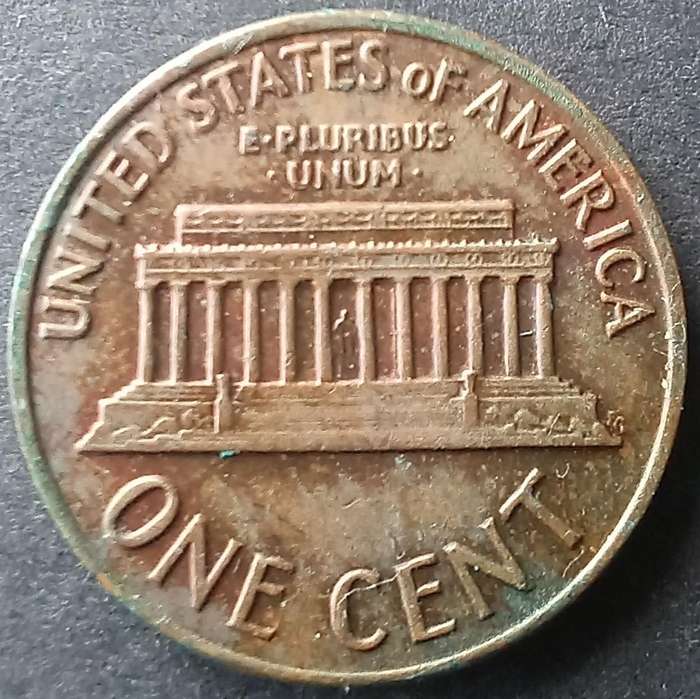 UNITED STATES oF AMERICA
E·PLURIBUS·
·UNUM·
ONE CENT